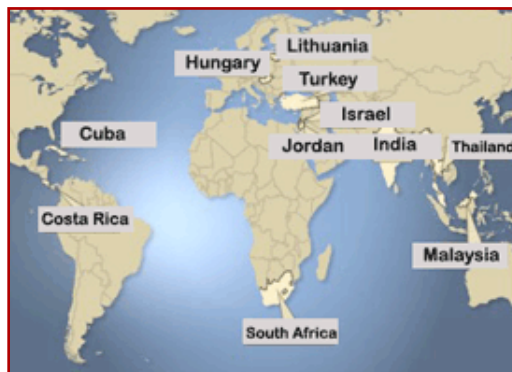 Lithuania
Hungary
Turkey
Israel
Cuba
Jordan
India
Thailand
Costa Rica
Malaysia
South Africa